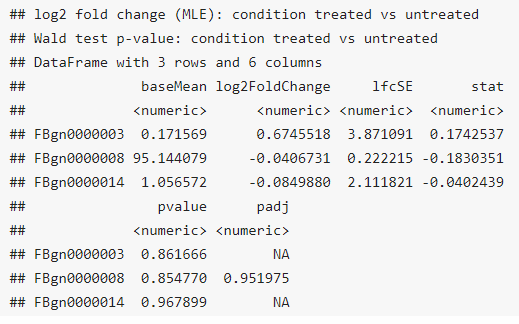 ## log2 fold change (MLE): condition treated vs untreated
## Wald test p-value: condition treated vs untreated
## DataFrame with 3 rows and 6 columns
##               baseMean log2FoldChange     lfcSE       stat
##              <numeric>      <numeric> <numeric>  <numeric>
## FBgn0000003   0.171569      0.6745518  3.871091  0.1742537
## FBgn0000008  95.144079     -0.0406731  0.222215 -0.1830351
## FBgn0000014   1.056572     -0.0849880  2.111821 -0.0402439
##                 pvalue      padj
##              <numeric> <numeric>
## FBgn0000003   0.861666        NA
## FBgn0000008   0.854770  0.951975
## FBgn0000014   0.967899        NA